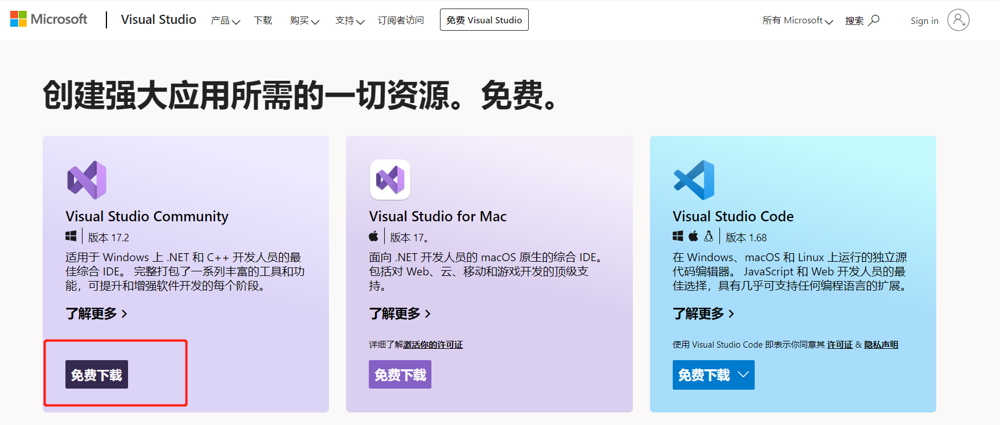 Microsoft
Visual Studio
产品
下载
购买
支持
订阅者访问
免费 Visual Studio
所有 Microsoft
搜索
Sign in
创建强大应用所需的一切资源。免费。
Visual Studio Community
版本 17.2
适用于 Windows 上 .NET 和 C++ 开发人员的最
佳综合 IDE。 完整打包了一系列丰富的工具和功
能，可提升和增强软件开发的每个阶段。
了解更多
免费下载
Visual Studio for Mac
版本 17。
面向 .NET 开发人员的 macOS 原生的综合 IDE。
包括对 Web、云、移动和游戏开发的顶级支
持。
了解更多
详细了解激活你的许可证
免费下载
Visual Studio Code
版本 1.68
在 Windows、macOS 和 Linux 上运行的独立源
代码编辑器。 JavaScript 和 Web 开发人员的最
佳选择，具有几乎可支持任何编程语言的扩展。
了解更多
使用 Visual Studio Code 即表示你同意其 许可证 & 隐私声明
免费下载